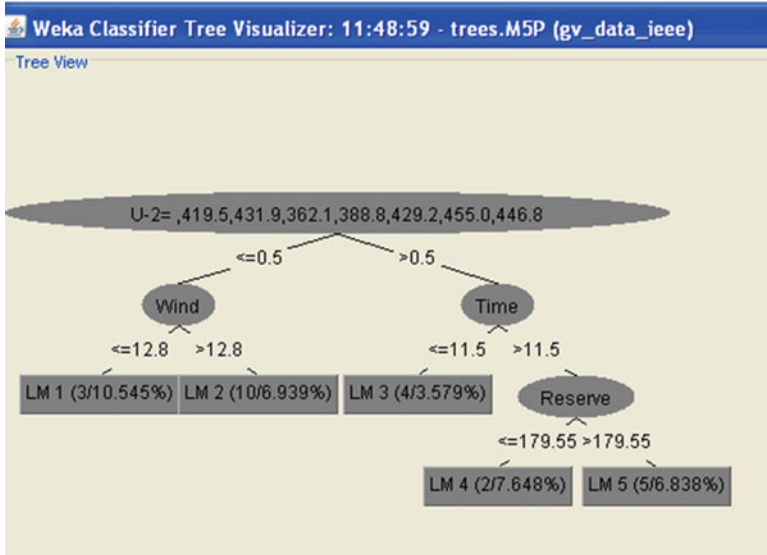 Weka Classifier Tree Visualizer: 11:48:59 - trees.M5P (gv_data_ieee)
Tree View
U-2= ,419.5,431.9,362.1,388.8,429.2,455.0,446.8
<=0.5 >0.5
Wind Time
<=12.8 >12.8 <=11.5 >11.5
LM 1 (3/10.545%) LM 2 (10/6.939%) LM 3 (4/3.579%) Reserve
<=179.55 >179.55
LM 4 (2/7.648%) LM 5 (5/6.838%)